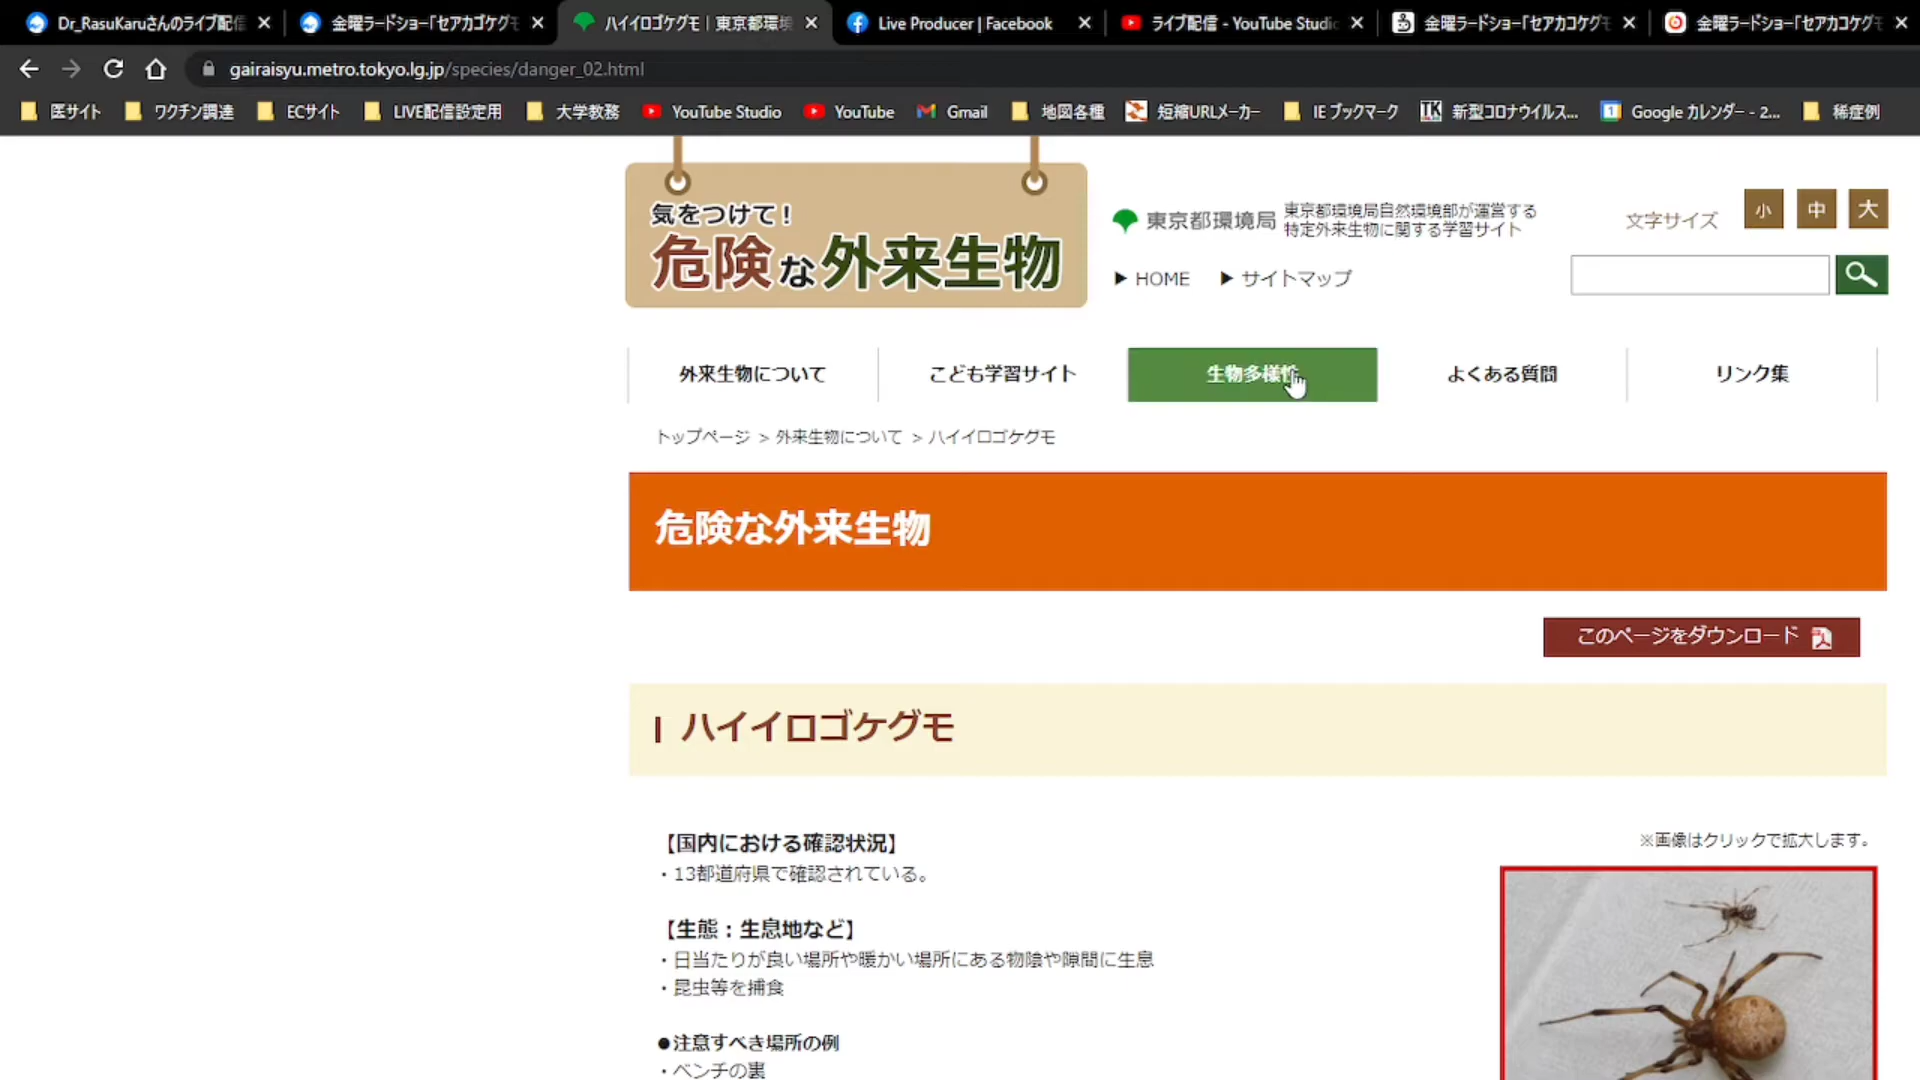 Dr_RasuKaruさんのライブ配信
金曜ラードショー「セアカゴケグモ
ハイイロゴケグモ｜東京都環境
Live Producer | Facebook
ライブ配信 - YouTube Studio
金曜ラードショー「セアカコケグモ
金曜ラードショー「セアカコケグモ
gairaisyu.metro.tokyo.lg.jp/species/danger_02.html
医サイト ワクチン調達 ECサイト LIVE配信設定用 大学教務 YouTube Studio YouTube Gmail 地図各種 短縮URLメーカー IE ブックマーク 新型コロナウイルス... Google カレンダー - 2... 稀症例
気をつけて！
危険な外来生物
東京都環境局
東京都環境局自然環境部が運営する
特定外来生物に関する学習サイト
文字サイズ 小 中 大
▶ HOME ▶ サイトマップ
外来生物について こども学習サイト 生物多様性 よくある質問 リンク集
トップページ > 外来生物について > ハイイロゴケグモ
危険な外来生物
このページをダウンロード
ハイイロゴケグモ
【国内における確認状況】
・13都道府県で確認されている。
※画像はクリックで拡大します。
【生態：生息地など】
・日当たりが良い場所や暖かい場所にある物陰や隙間に生息
・昆虫等を捕食
●注意すべき場所の例
・ベンチの裏